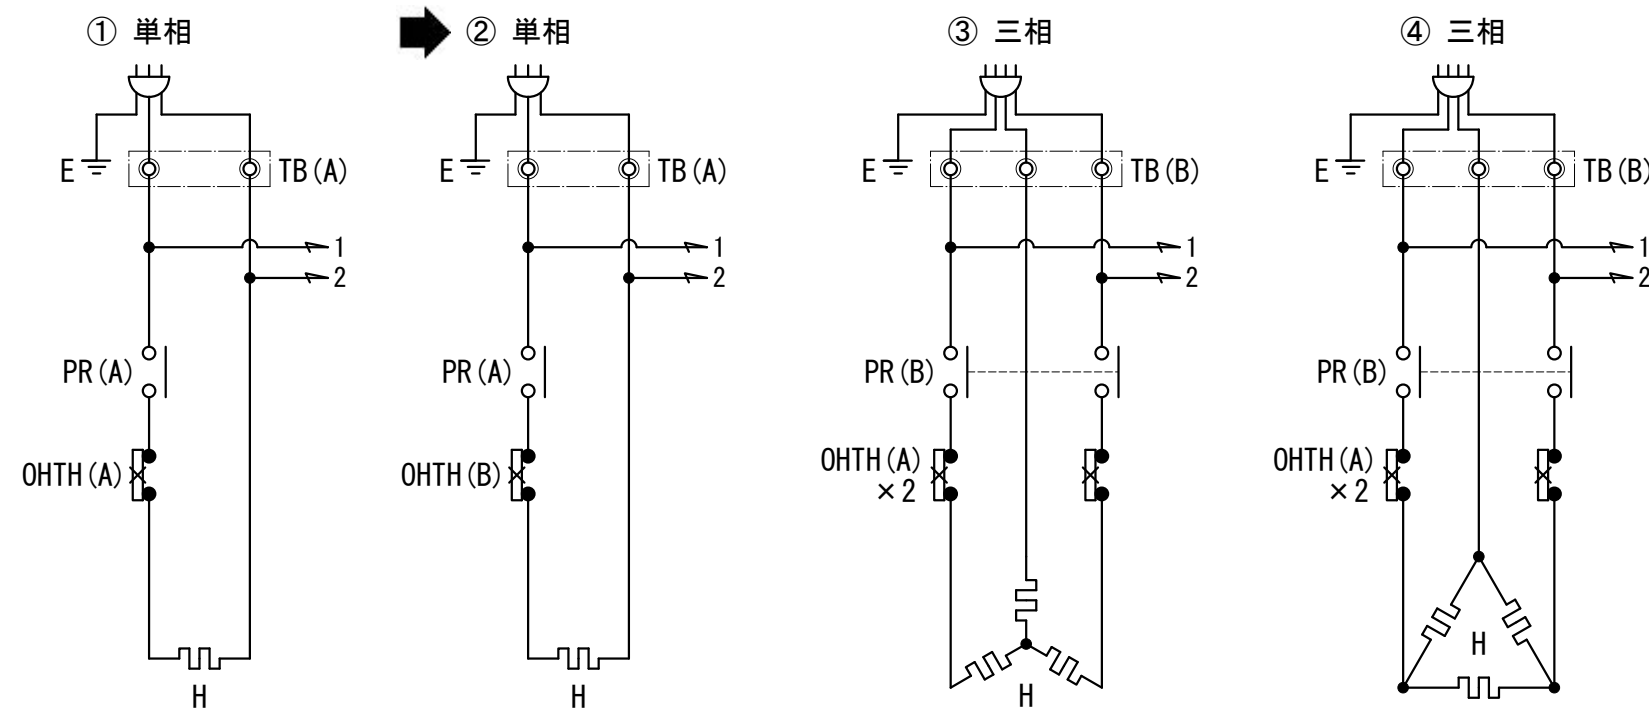 ① 単相
E
TB(A)
1
2
PR(A)
OHTH(A)
H
② 単相
E
TB(A)
1
2
PR(A)
OHTH(B)
H
③ 三相
E
TB(B)
1
2
PR(B)
OHTH(A)
×2
H
④ 三相
E
TB(B)
1
2
PR(B)
OHTH(A)
×2
H